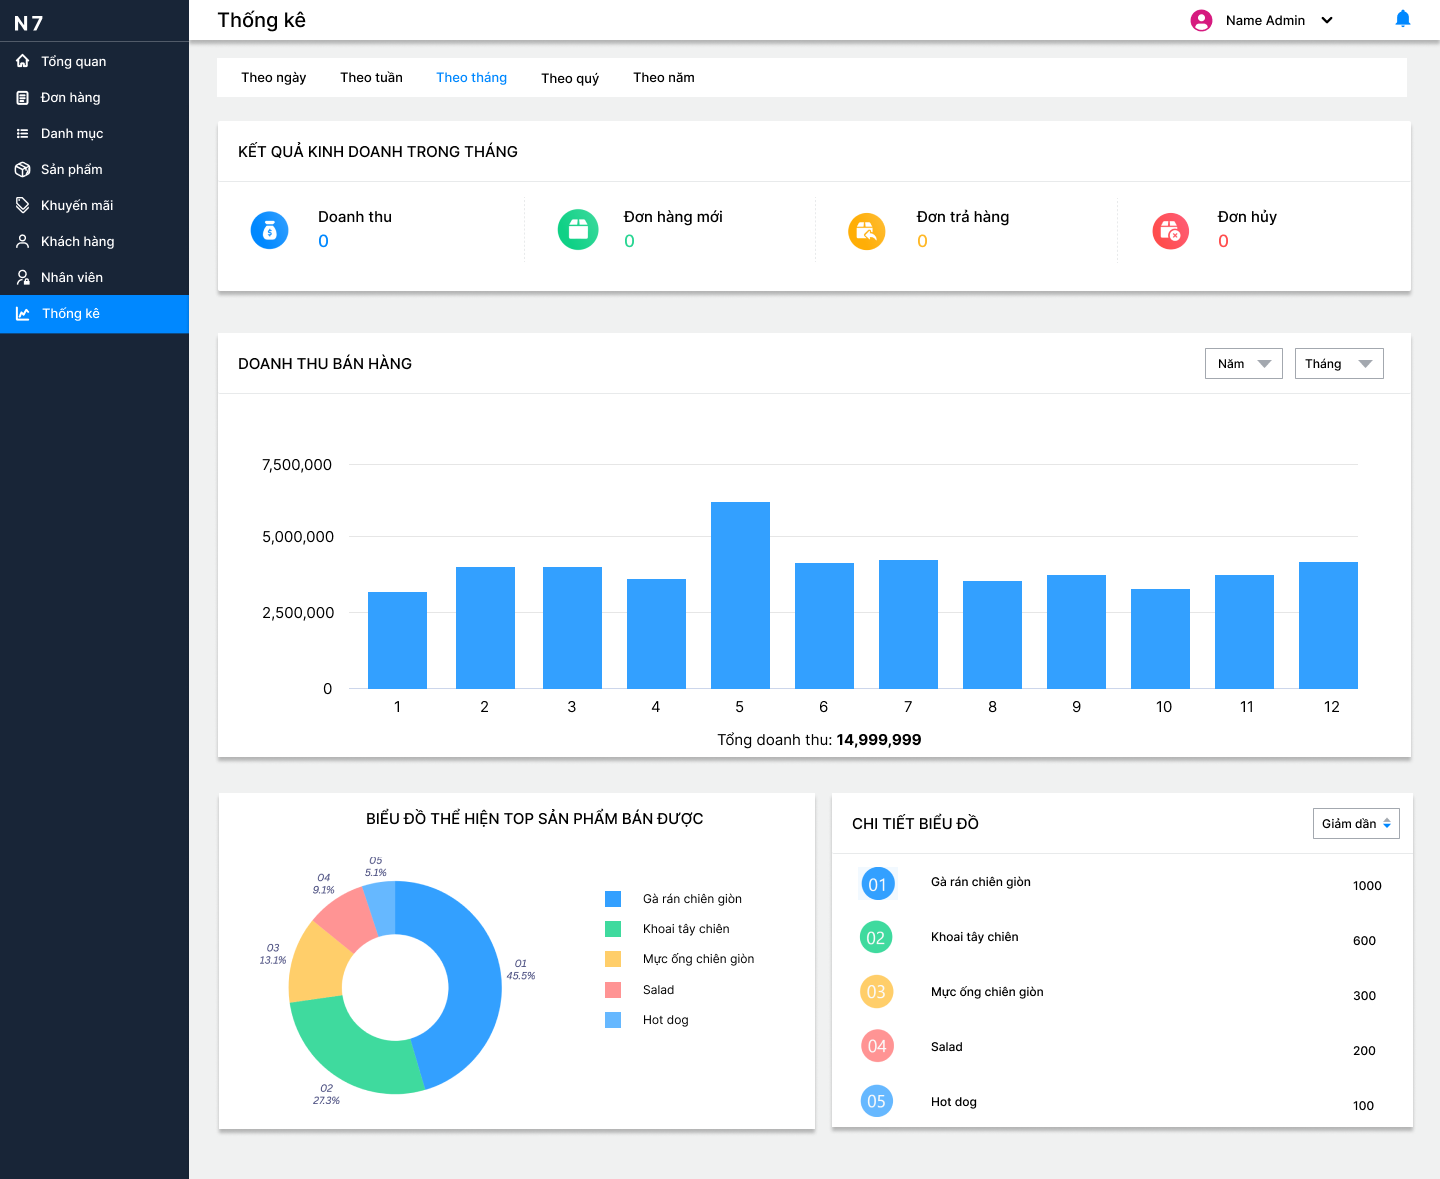 N7
Thống kê
Name Admin
Tổng quan
Đơn hàng
Danh mục
Sản phẩm
Khuyến mãi
Khách hàng
Nhân viên
Thống kê
Theo ngày Theo tuần Theo tháng Theo quý Theo năm
KẾT QUẢ KINH DOANH TRONG THÁNG
Doanh thu
0
Đơn hàng mới
0
Đơn trả hàng
0
Đơn hủy
0
DOANH THU BÁN HÀNG
Năm
Tháng
7,500,000
5,000,000
2,500,000
0
1 2 3 4 5 6 7 8 9 10 11 12
Tổng doanh thu: 14,999,999
BIỂU ĐỒ THỂ HIỆN TOP SẢN PHẨM BÁN ĐƯỢC
05
5.1%
04
9.1%
03
13.1%
01
45.5%
02
27.3%
Gà rán chiên giòn
Khoai tây chiên
Mực ống chiên giòn
Salad
Hot dog
CHI TIẾT BIỂU ĐỒ
Giảm dần
01 Gà rán chiên giòn 1000
02 Khoai tây chiên 600
03 Mực ống chiên giòn 300
04 Salad 200
05 Hot dog 100